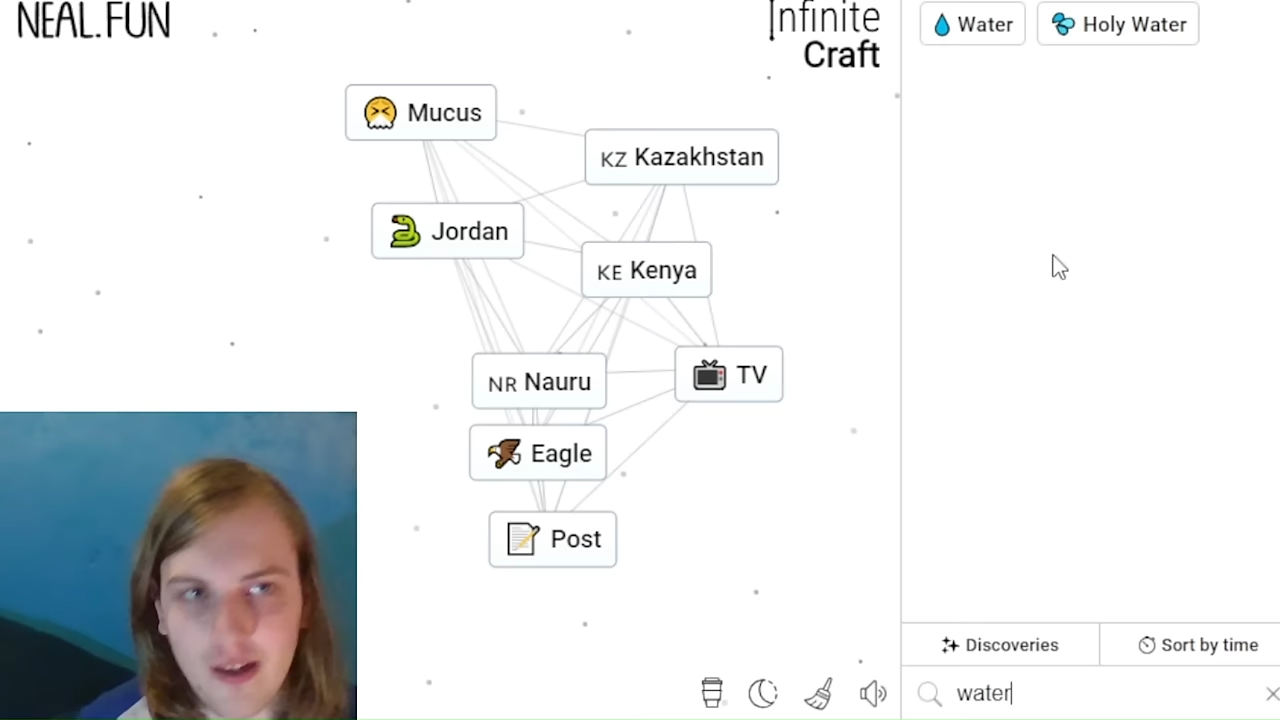 NEAL.FUN
Infinite
Craft
Water
Holy Water
Mucus
KZ Kazakhstan
Jordan
KE Kenya
NR Nauru
TV
Eagle
Post
Discoveries
Sort by time
water